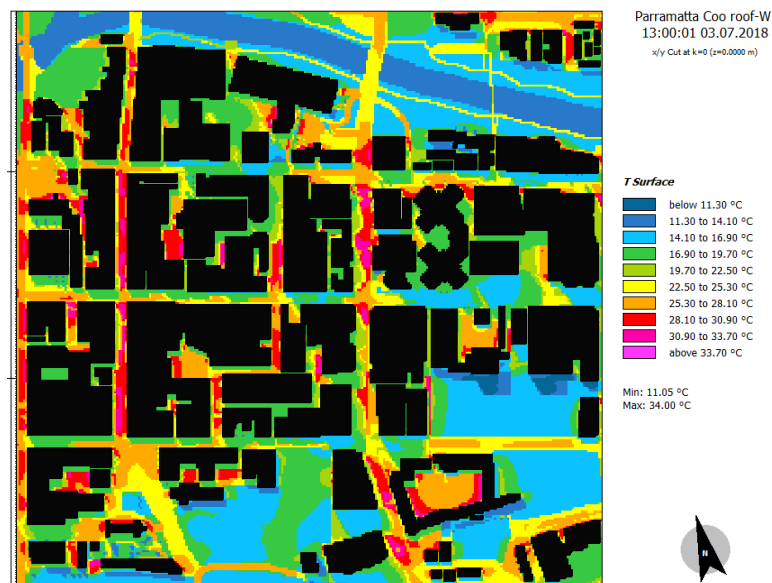 Parramatta Coo roof-W
13:00:01 03.07.2018
x/y Cut at k=0 (z=0.0000 m)
T Surface
below 11.30 °C
11.30 to 14.10 °C
14.10 to 16.90 °C
16.90 to 19.70 °C
19.70 to 22.50 °C
22.50 to 25.30 °C
25.30 to 28.10 °C
28.10 to 30.90 °C
30.90 to 33.70 °C
above 33.70 °C
Min: 11.05 °C
Max: 34.00 °C
N